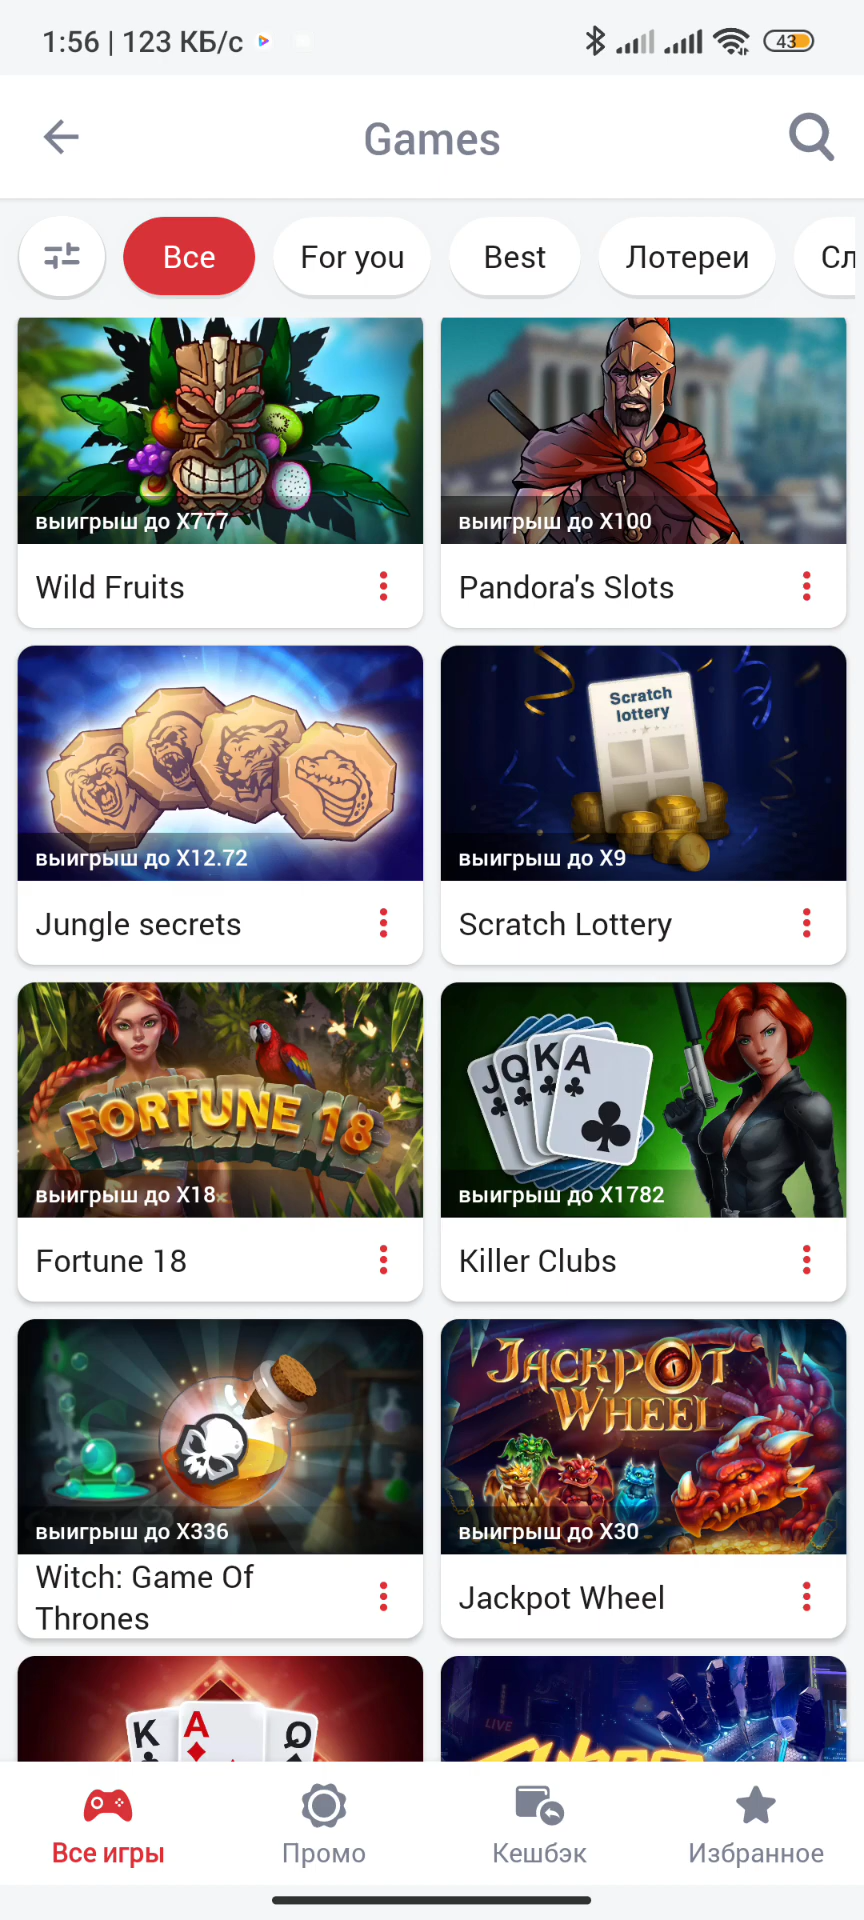 1:56 | 123 КБ/с
43
Games
Все
For you
Best
Лотереи
Сл
выигрыш до X777
Wild Fruits
выигрыш до X100
Pandora's Slots
выигрыш до X12.72
Jungle secrets
Scratch
lottery
выигрыш до X9
Scratch Lottery
FORTUNE 18
выигрыш до X18
Fortune 18
J Q K A
выигрыш до X1782
Killer Clubs
выигрыш до X336
Witch: Game Of
Thrones
JACKPOT
WHEEL
выигрыш до X30
Jackpot Wheel
K A Q
LIVE
Все игры
Промо
Кешбэк
Избранное